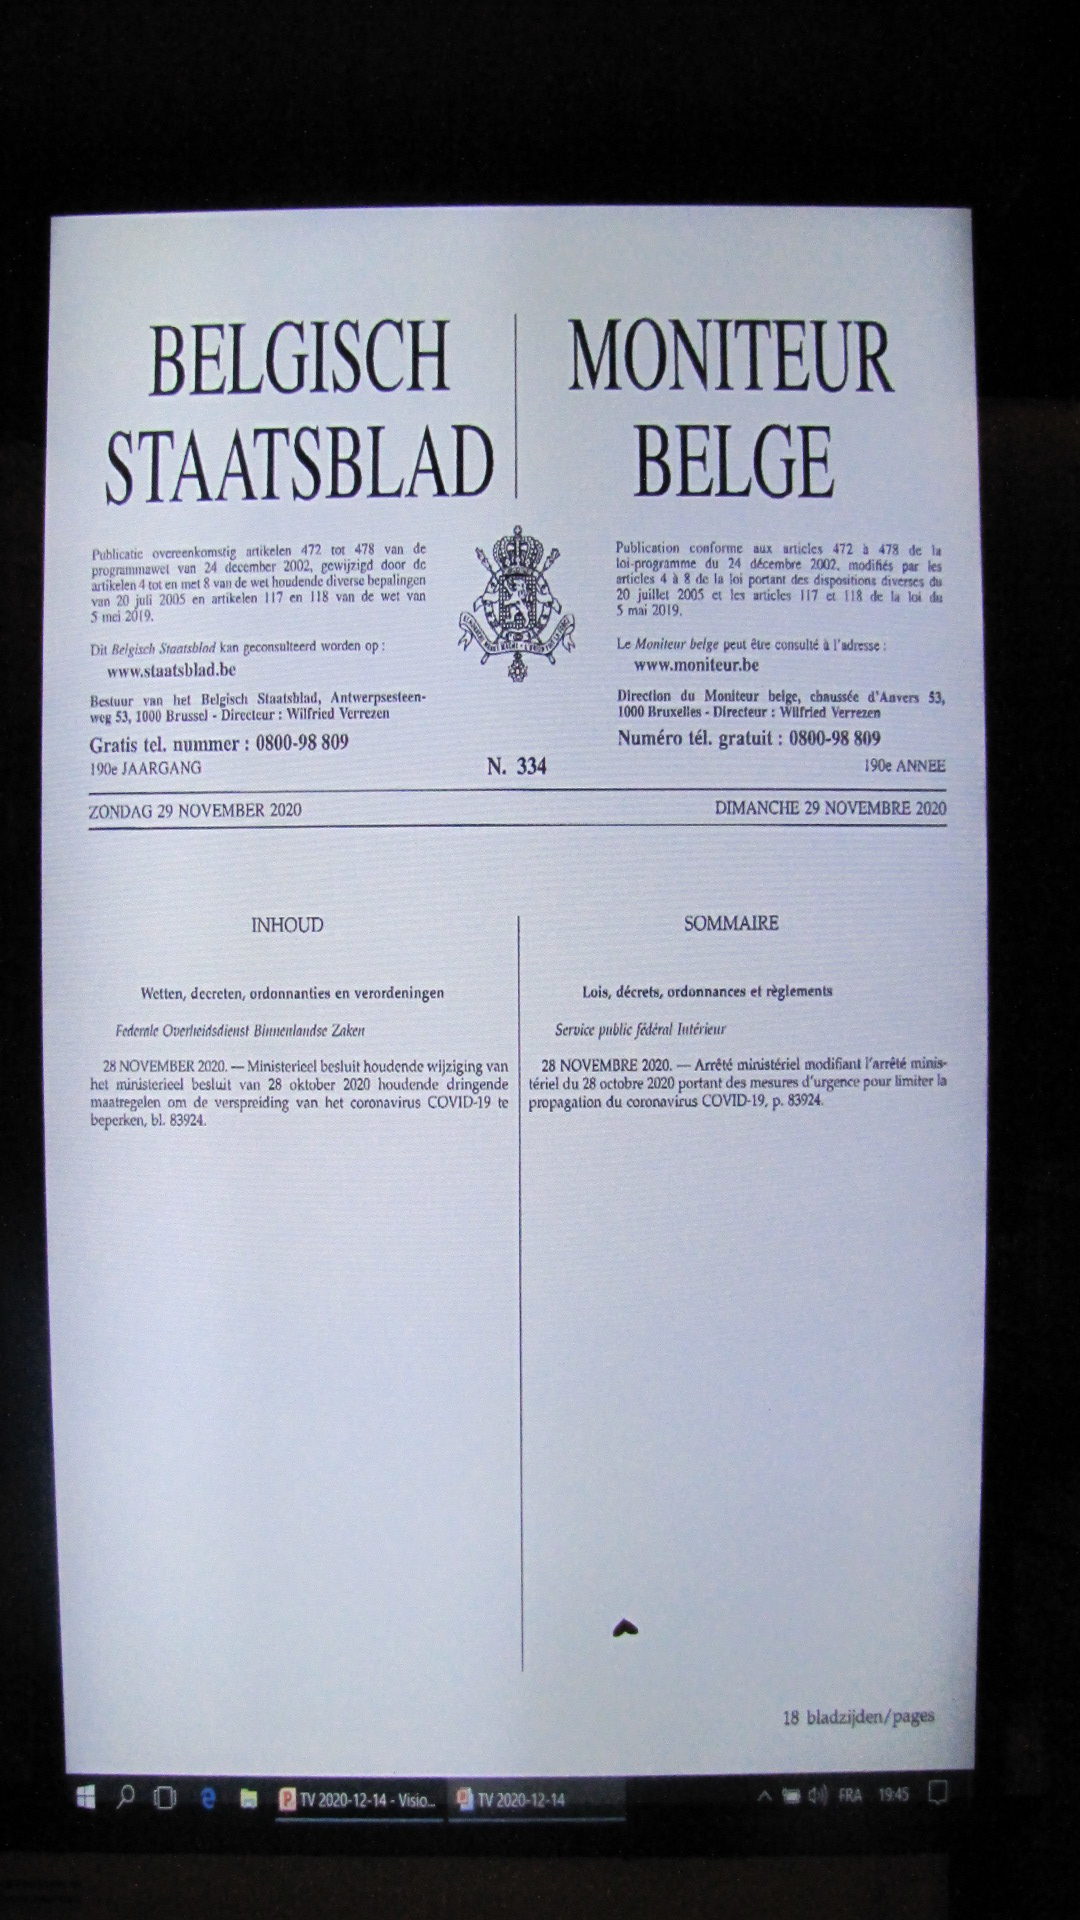 BELGISCH
STAATSBLAD
MONITEUR
BELGE
Publicatie overeenkomstig artikelen 472 tot 478 van de
programmawet van 24 december 2002, gewijzigd door de
artikelen 4 tot en met 8 van de wet houdende diverse bepalingen
van 20 juli 2005 en artikelen 117 en 118 van de wet van
5 mei 2019.
Dit Belgisch Staatsblad kan geconsulteerd worden op :
www.staatsblad.be
Bestuur van het Belgisch Staatsblad, Antwerpsesteen-
weg 53, 1000 Brussel - Directeur : Wilfried Verrezen
Gratis tel. nummer : 0800-98 809
190e JAARGANG
N. 334
Publication conforme aux articles 472 à 478 de la
loi-programme du 24 décembre 2002, modifiés par les
articles 4 à 8 de la loi portant des dispositions diverses du
20 juillet 2005 et les articles 117 et 118 de la loi du
5 mai 2019.
Le Moniteur belge peut être consulté à l'adresse :
www.moniteur.be
Direction du Moniteur belge, chaussée d'Anvers 53,
1000 Bruxelles - Directeur : Wilfried Verrezen
Numéro tél. gratuit : 0800-98 809
190e ANNEE
ZONDAG 29 NOVEMBER 2020
DIMANCHE 29 NOVEMBRE 2020
INHOUD
Wetten, decreten, ordonnanties en verordeningen
Federale Overheidsdienst Binnenlandse Zaken
28 NOVEMBER 2020. — Ministerieel besluit houdende wijziging van
het ministerieel besluit van 28 oktober 2020 houdende dringende
maatregelen om de verspreiding van het coronavirus COVID-19 te
beperken, bl. 83924.
SOMMAIRE
Lois, décrets, ordonnances et règlements
Service public fédéral Intérieur
28 NOVEMBRE 2020. — Arrêté ministériel modifiant l'arrêté minis-
tériel du 28 octobre 2020 portant des mesures d'urgence pour limiter la
propagation du coronavirus COVID-19, p. 83924.
18 bladzijden/pages
TV 2020-12-14 - Visio...
TV 2020-12-14
FRA
19:45